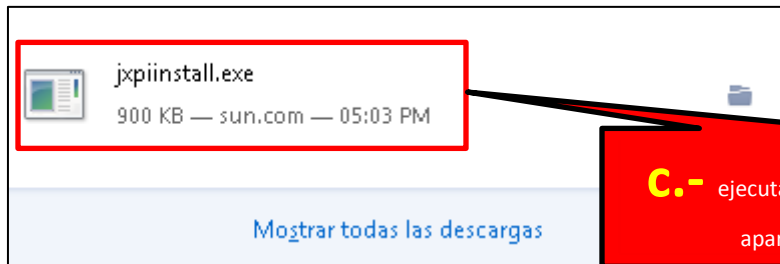 jxpiinstall.exe
900 KB — sun.com — 05:03 PM
C.-
Mostrar todas las descargas